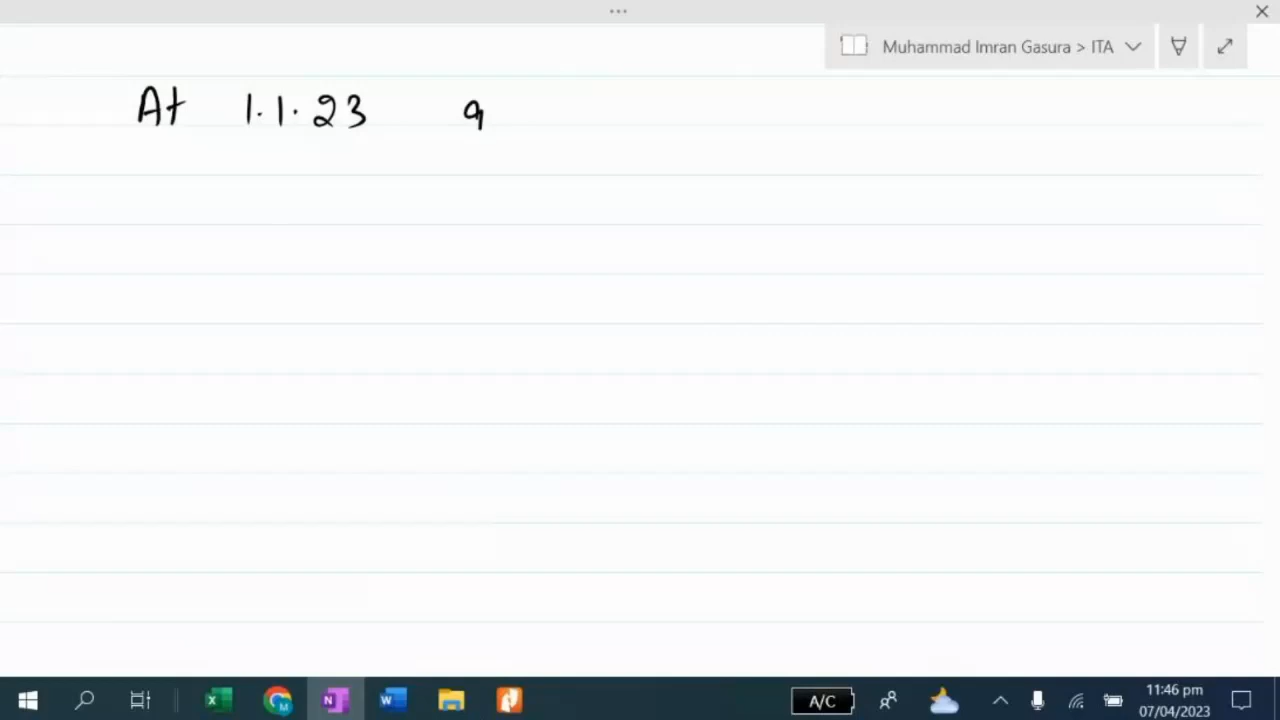 Muhammad Imran Gasura > ITA
At 1.1.23 a
A/C
11:46 pm
07/04/2023